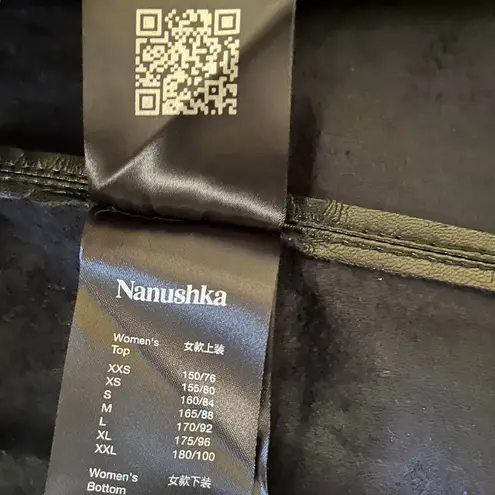 Nanushka
Women's Top 女款上装
XXS 150/76
XS 155/80
S 160/84
M 165/88
L 170/92
XL 175/96
XXL 180/100
Women's Bottom 女款下装